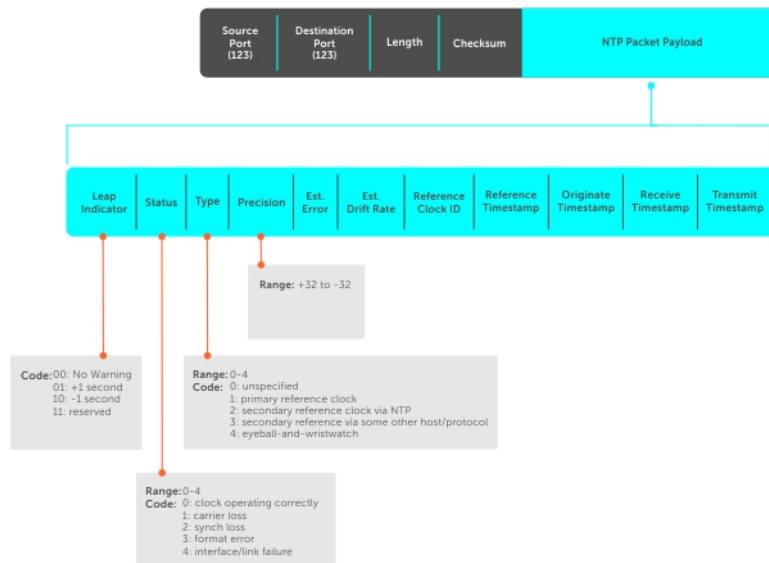 Source Port (123)
Destination Port (123)
Length
Checksum
NTP Packet Payload
Leap Indicator
Status
Type
Precision
Est. Error
Est. Drift Rate
Reference Clock ID
Reference Timestamp
Originate Timestamp
Receive Timestamp
Transmit Timestamp
Range: +32 to -32
Code:00: No Warning
01: +1 second
10: -1 second
11: reserved
Range:0-4
Code: 0: unspecified
1: primary reference clock
2: secondary reference clock via NTP
3: secondary reference via some other host/protocol
4: eyeball-and-wristwatch
Range:0-4
Code: 0: clock operating correctly
1: carrier loss
2: synch loss
3: format error
4: interface/link failure